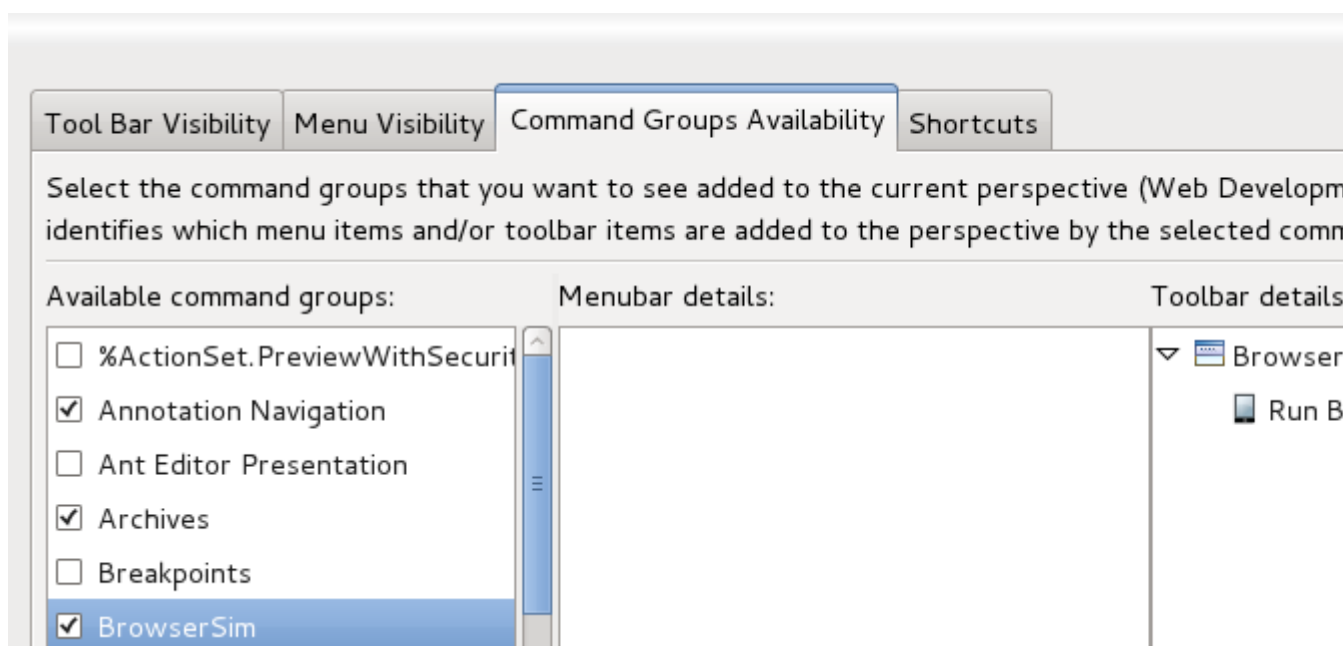 Tool Bar Visibility Menu Visibility Command Groups Availability Shortcuts
Select the command groups that you want to see added to the current perspective (Web Developm
identifies which menu items and/or toolbar items are added to the perspective by the selected comm
Available command groups: Menubar details: Toolbar details
%ActionSet.PreviewWithSecurit Browser
Annotation Navigation Run B
Ant Editor Presentation
Archives
Breakpoints
BrowserSim